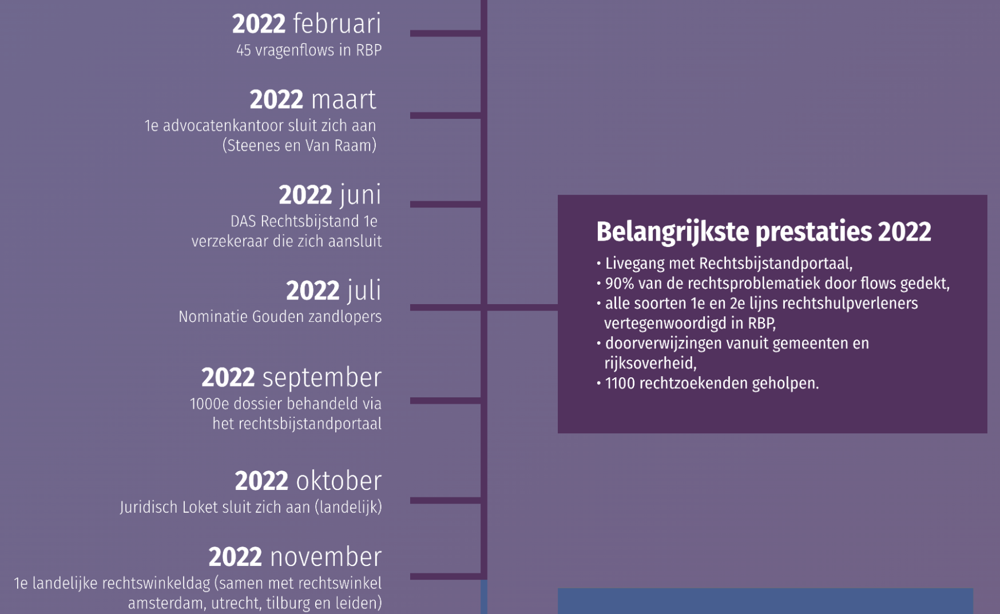 2022 februari
45 vragenflows in RBP
2022 maart
1e advocatenkantoor sluit zich aan
(Steenes en Van Raam)
2022 juni
DAS Rechtsbijstand 1e
verzekeraar die zich aansluit
2022 juli
Nominatie Gouden zandlopers
2022 september
1000e dossier behandeld via
het rechtsbijstandportaal
2022 oktober
Juridisch Loket sluit zich aan (landelijk)
2022 november
1e landelijke rechtswinkeldag (samen met rechtswinkel
amsterdam, utrecht, tilburg en leiden)
Belangrijkste prestaties 2022
• Livegang met Rechtsbijstandportaal,
• 90% van de rechtsproblematiek door flows gedekt,
• alle soorten 1e en 2e lijns rechtshulpverleners
vertegenwoordigd in RBP,
• doorverwijzingen vanuit gemeenten en
rijksoverheid,
• 1100 rechtzoekenden geholpen.